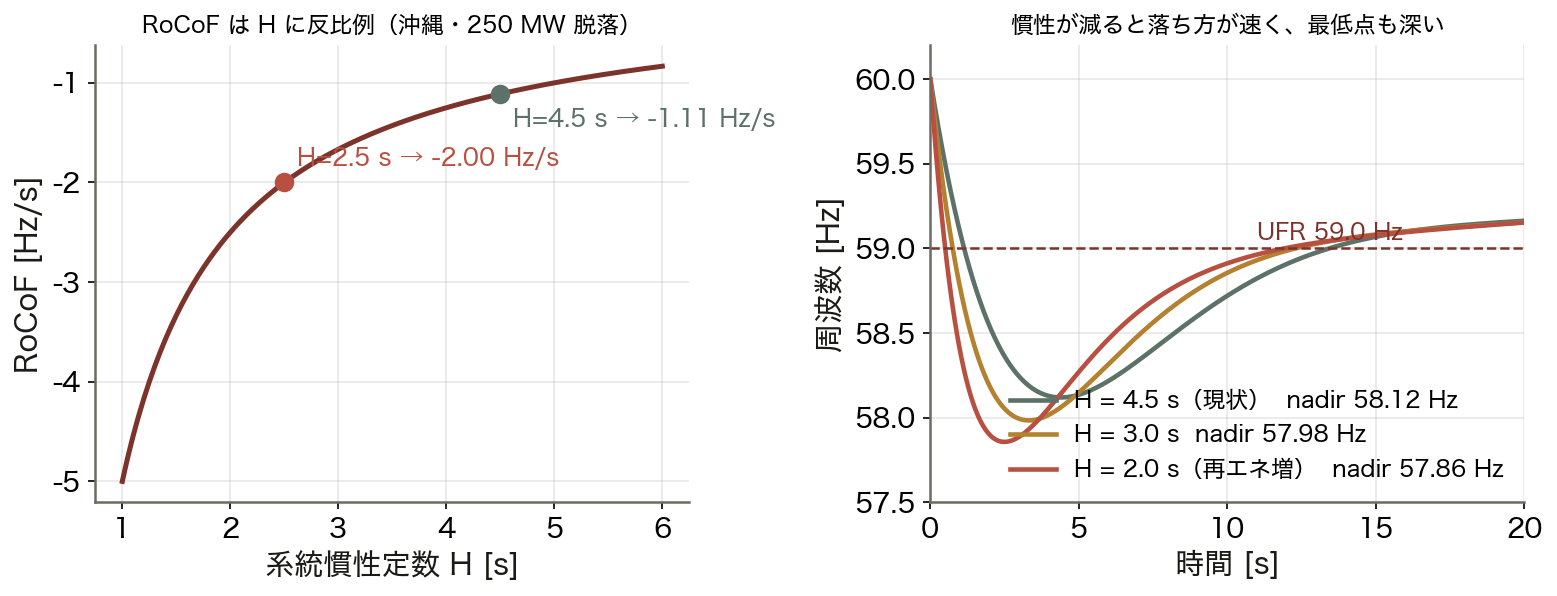 RoCoF は H に反比例（沖縄・250 MW 脱落）
-1
-2
-3
-4
-5
RoCoF [Hz/s]
H=4.5 s → -1.11 Hz/s
H=2.5 s → -2.00 Hz/s
1 2 3 4 5 6
系統慣性定数 H [s]
慣性が減ると落ち方が速く、最低点も深い
60.0
59.5
59.0
58.5
58.0
57.5
周波数 [Hz]
UFR 59.0 Hz
H = 4.5 s（現状） nadir 58.12 Hz
H = 3.0 s nadir 57.98 Hz
H = 2.0 s（再エネ増） nadir 57.86 Hz
0 5 10 15 20
時間 [s]